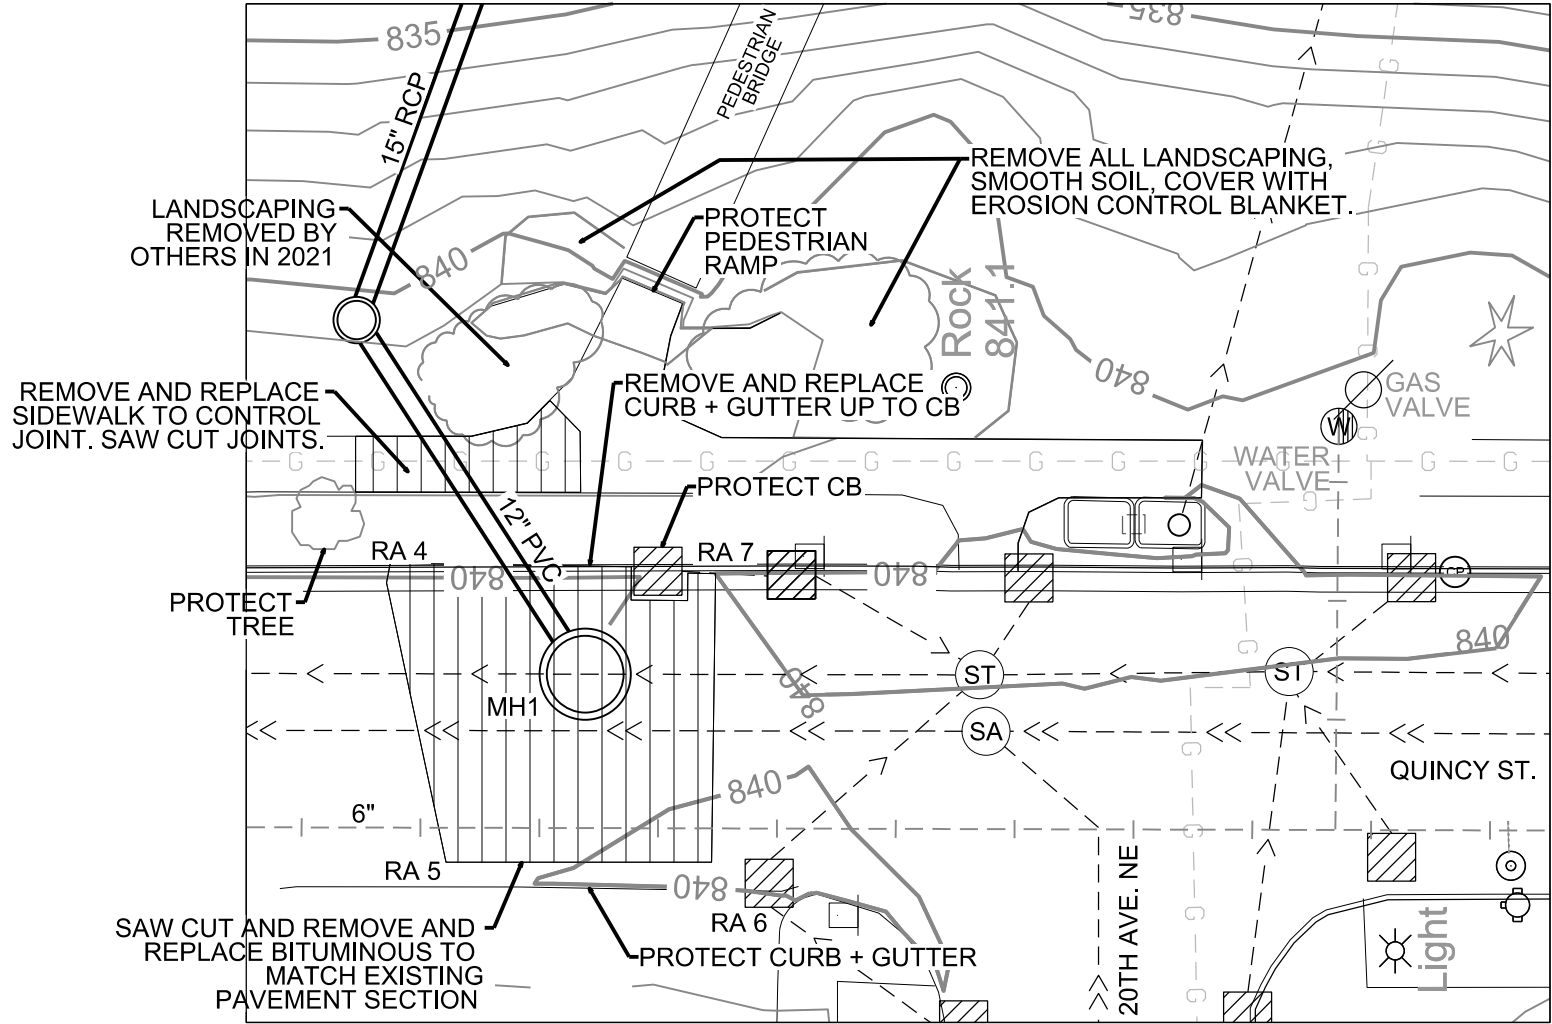 835
835
PEDESTRIAN
BRIDGE
15" RCP
G
REMOVE ALL LANDSCAPING,
SMOOTH SOIL, COVER WITH
EROSION CONTROL BLANKET.
G
LANDSCAPING
REMOVED BY
OTHERS IN 2021
PROTECT
PEDESTRIAN
RAMP
840
Rock
841.1
G
G
840
REMOVE AND REPLACE
SIDEWALK TO CONTROL
JOINT. SAW CUT JOINTS.
REMOVE AND REPLACE
CURB + GUTTER UP TO CB
GAS
VALVE
W
WATER
VALVE
G G G G G G G G G G G G G G G
PROTECT CB
G
G
12" PVC
RA 4
RA 7
840
840
CP
PROTECT
TREE
840
G
ST
ST
840
MH1
SA
G
QUINCY ST.
840
6"
G
RA 5
840
RA 6
20TH AVE. NE
G
SAW CUT AND REMOVE AND
REPLACE BITUMINOUS TO
MATCH EXISTING
PAVEMENT SECTION
PROTECT CURB + GUTTER
Light
G